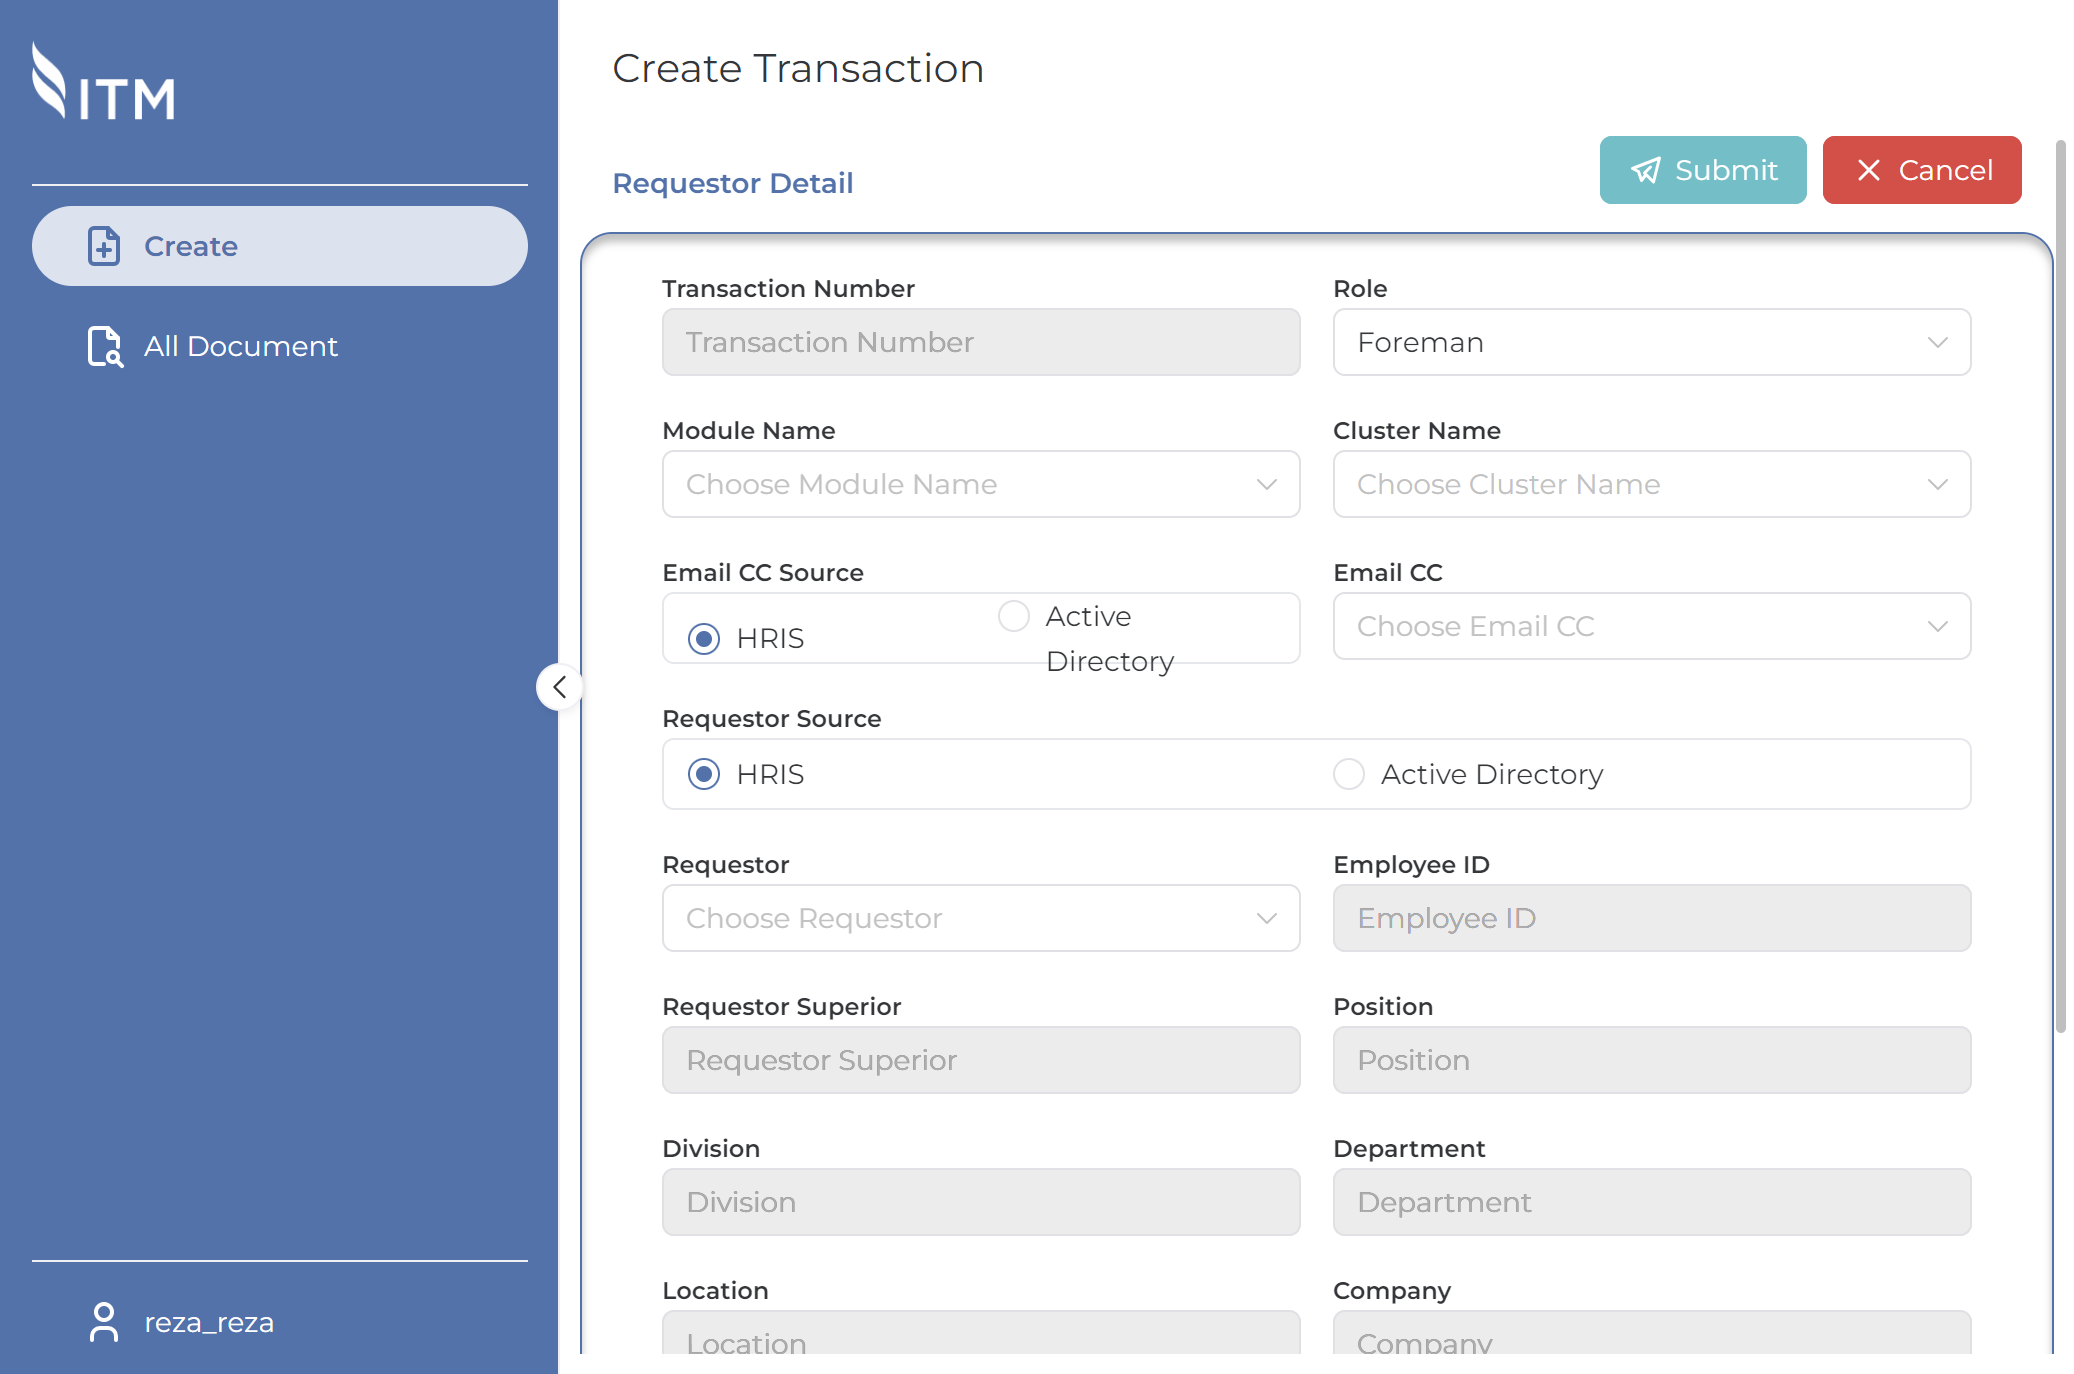 ITM
Create
All Document
reza_reza
Create Transaction
Requestor Detail
Submit
Cancel
Transaction Number
Transaction Number
Role
Foreman
Module Name
Choose Module Name
Cluster Name
Choose Cluster Name
Email CC Source
HRIS
Active
Directory
Email CC
Choose Email CC
Requestor Source
HRIS
Active Directory
Requestor
Choose Requestor
Employee ID
Employee ID
Requestor Superior
Requestor Superior
Position
Position
Division
Division
Department
Department
Location
Location
Company
Company